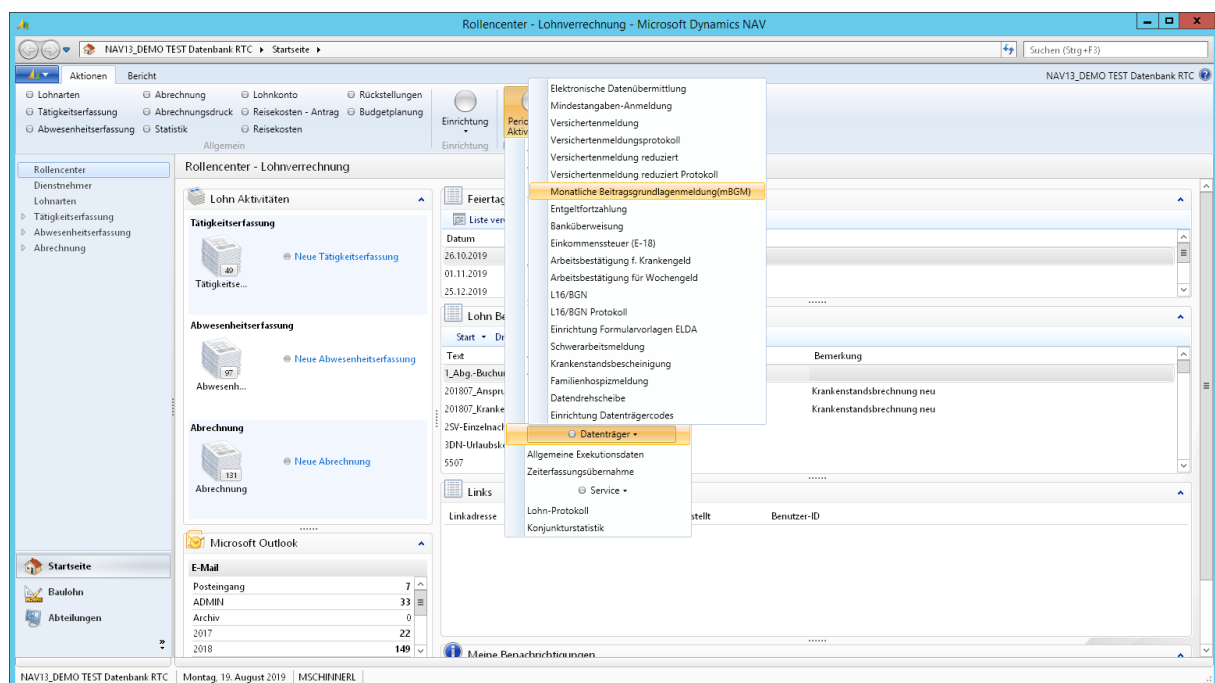 Rollencenter - Lohnverrechnung - Microsoft Dynamics NAV
NAV13_DEMO TEST Datenbank RTC ▸ Startseite ▸
Suchen (Strg+F3)
Aktionen Bericht
NAV13_DEMO TEST Datenbank RTC
Lohnarten
Tätigkeitserfassung
Abwesenheitserfassung
Abrechnung
Abrechnungsdruck
Statistik
Lohnkonto
Reisekosten - Antrag
Reisekosten
Rückstellungen
Budgetplanung
Allgemein
Einrichtung
Einrichtung
Elektronische Datenübermittlung
Mindestangaben-Anmeldung
Versichertenmeldung
Versichertenmeldungsprotokoll
Versichertenmeldung reduziert
Versichertenmeldung reduziert Protokoll
Monatliche Beitragsgrundlagenmeldung(mBGM)
Entgeltfortzahlung
Banküberweisung
Einkommenssteuer (E-18)
Arbeitsbestätigung f. Krankengeld
Arbeitsbestätigung für Wochengeld
L16/BGN
L16/BGN Protokoll
Einrichtung Formularvorlagen ELDA
Schwerarbeitsmeldung
Krankenstandsbescheinigung
Familienhospizmeldung
Datendrehscheibe
Einrichtung Datenträgercodes
Datenträger
Allgemeine Exekutionsdaten
Zeiterfassungsübernahme
Service
Lohn-Protokoll
Konjunkturstatistik
Rollencenter
Dienstnehmer
Lohnarten
Tätigkeitserfassung
Abwesenheitserfassung
Abrechnung
Startseite
Baulohn
Abteilungen
Rollencenter - Lohnverrechnung
Lohn Aktivitäten
Tätigkeitserfassung
49
Tätigkeitse...
Neue Tätigkeitserfassung
Abwesenheitserfassung
97
Abwesenh...
Neue Abwesenheitserfassung
Abrechnung
131
Abrechnung
Neue Abrechnung
Microsoft Outlook
E-Mail
Posteingang 7
ADMIN 33
Archiv 0
2017 22
2018 149
Feiertag
Liste ver
Datum
26.10.2019
01.11.2019
25.12.2019
Lohn Be
Start Dr
Text Bemerkung
1_Abg.-Buchu
201807_Anspru Krankenstandsbrechnung neu
201807_Kranke Krankenstandsbrechnung neu
2SV-Einzelnach
3DN-Urlaubsk
5507
Links
Linkadresse stellt Benutzer-ID
Meine Benachrichtigungen
NAV13_DEMO TEST Datenbank RTC Montag, 19. August 2019 MSCHINNERL